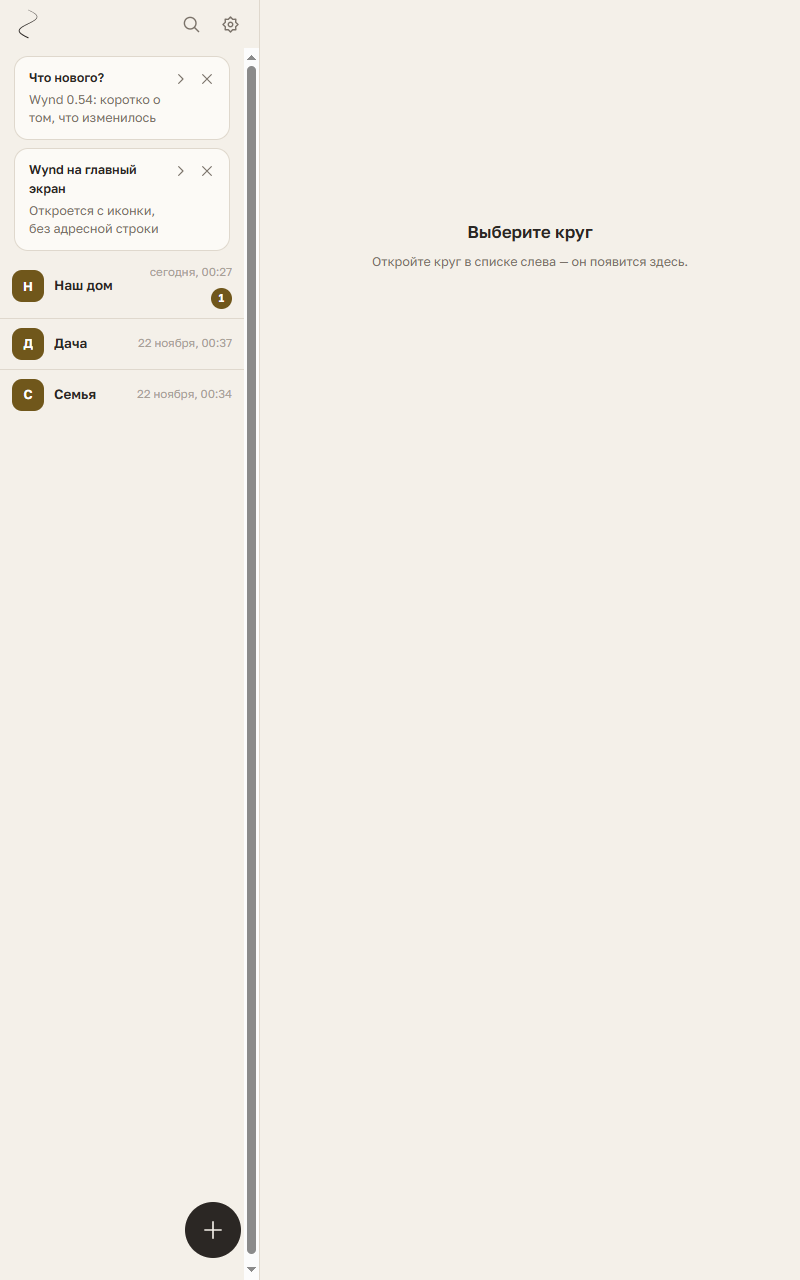 Что нового?
Wynd 0.54: коротко о
том, что изменилось
Wynd на главный
экран
Откроется с иконки,
без адресной строки
Н
Наш дом
сегодня, 00:27
1
Д
Дача
22 ноября, 00:37
С
Семья
22 ноября, 00:34
Выберите круг
Откройте круг в списке слева — он появится здесь.